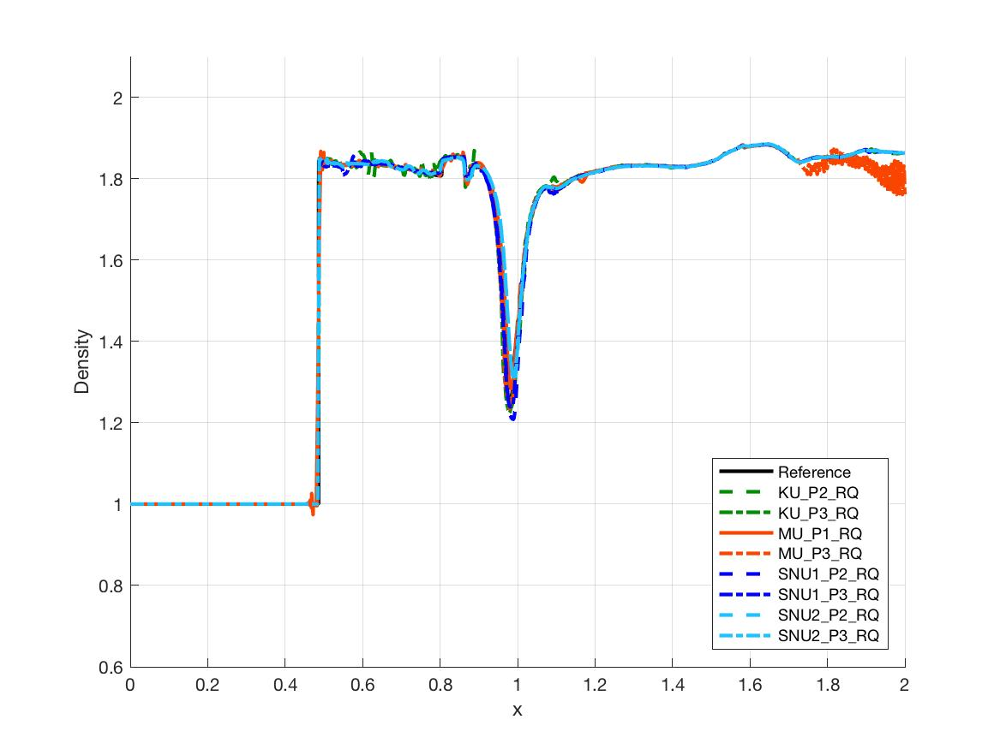 2
1.8
1.6
1.4
1.2
1
0.8
0.6
Density
0
0.2
0.4
0.6
0.8
1
1.2
1.4
1.6
1.8
2
x
Reference
KU_P2_RQ
KU_P3_RQ
MU_P1_RQ
MU_P3_RQ
SNU1_P2_RQ
SNU1_P3_RQ
SNU2_P2_RQ
SNU2_P3_RQ